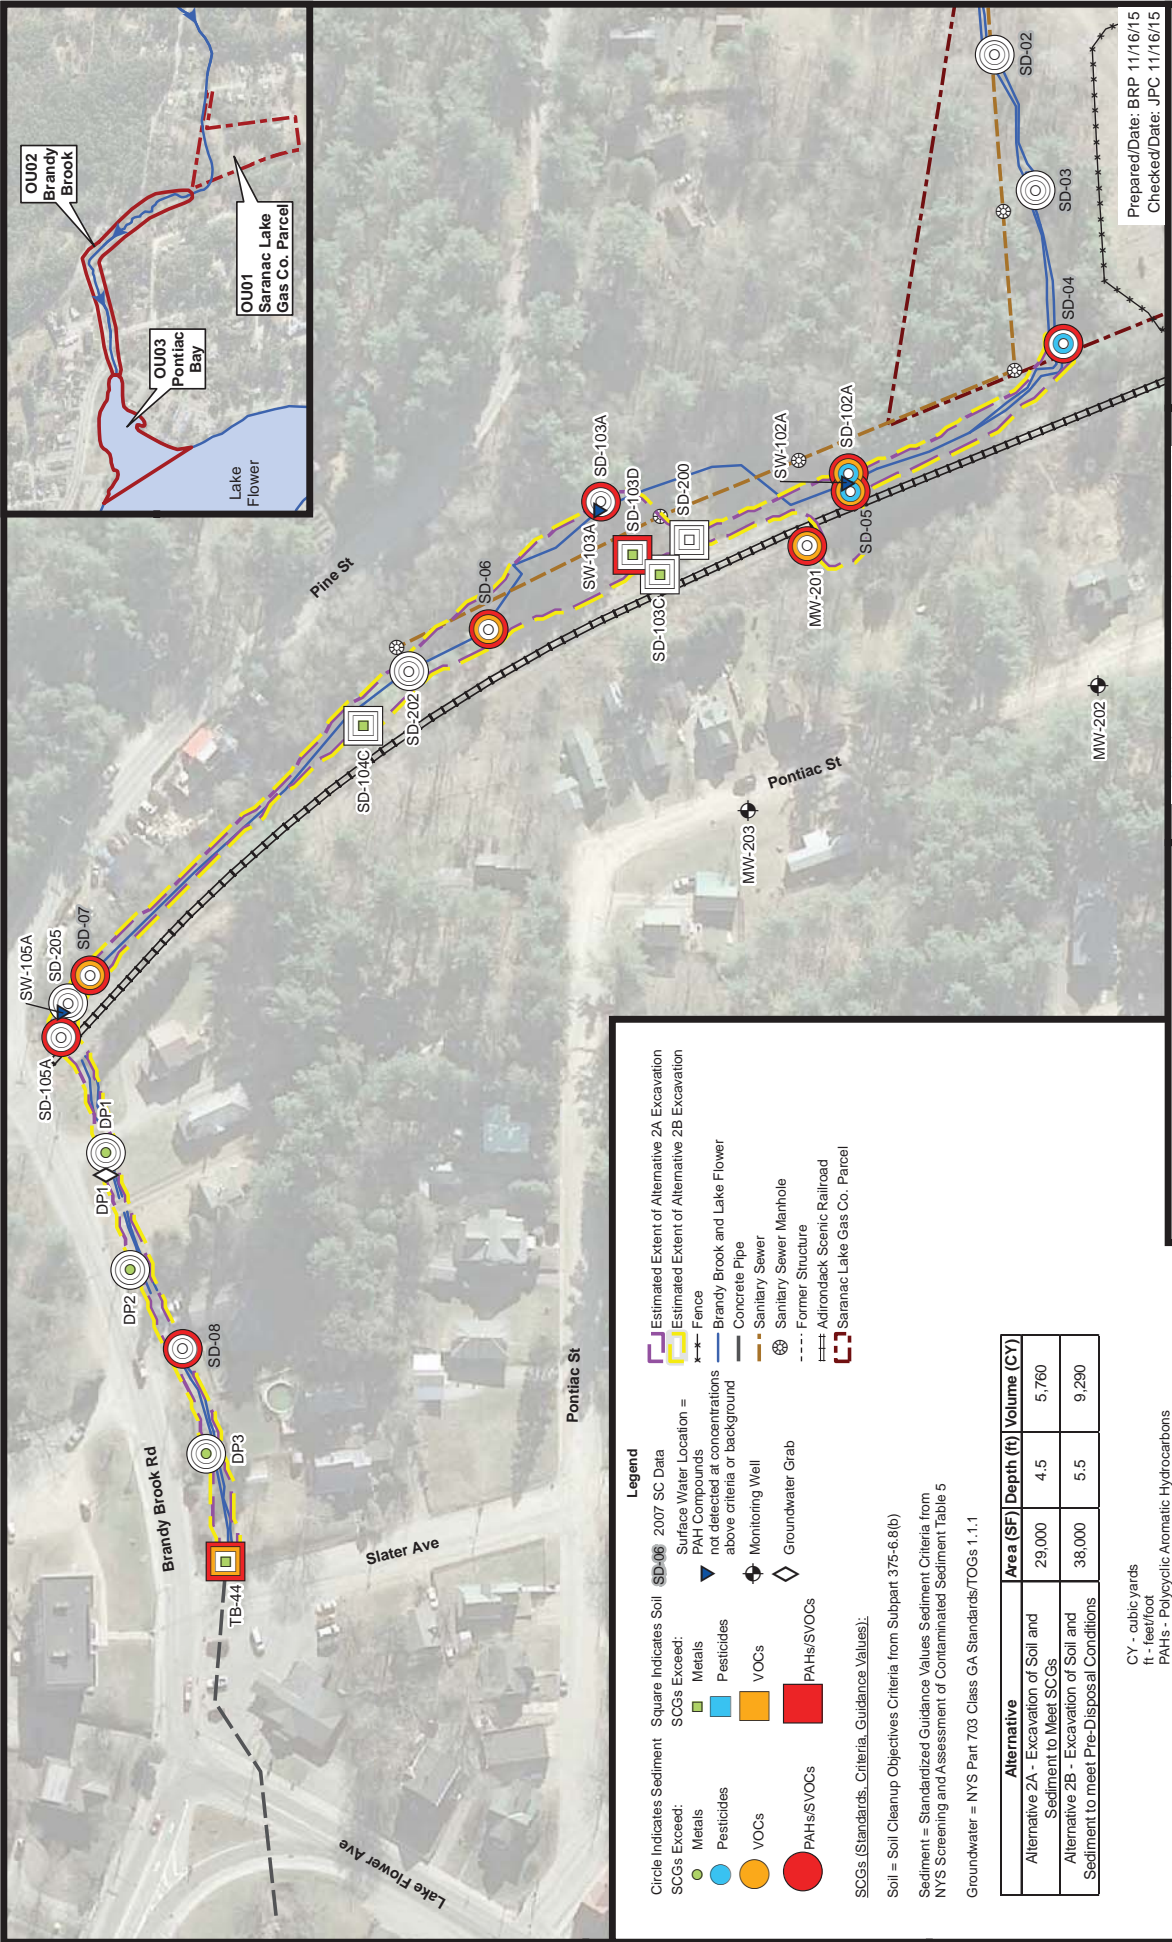 OU02
Brandy
Brook
OU01
Saranac Lake
Gas Co. Parcel
OU03
Pontiac
Bay
Lake
Flower
SD-02
SD-03
SD-04
Prepared/Date: BRP 11/16/15
Checked/Date: JPC 11/16/15
SW-102A
SD-102A
SD-05
MW-201
MW-202
SD-103A
SW-103A
SD-103D
SD-200
SD-103C
SD-06
Pine St
SD-202
SD-104C
Pontiac St
MW-203
SD-07
SD-205
SW-105A
SD-105A
DP1
DP1
DP2
SD-08
DP3
TB-44
Brandy Brook Rd
Slater Ave
Pontiac St
Lake Flower Ave
Legend
Circle Indicates Sediment
SCGs Exceed:
Metals
Pesticides
VOCs
PAHs/SVOCs
Square Indicates Soil
SCGs Exceed:
Metals
Pesticides
VOCs
PAHs/SVOCs
SD-06 2007 SC Data
Surface Water Location =
PAH Compounds
not detected at concentrations
above criteria or background
Monitoring Well
Groundwater Grab
Estimated Extent of Alternative 2A Excavation
Estimated Extent of Alternative 2B Excavation
Fence
Brandy Brook and Lake Flower
Concrete Pipe
Sanitary Sewer
Sanitary Sewer Manhole
Former Structure
Adirondack Scenic Railroad
Saranac Lake Gas Co. Parcel
SCGs (Standards, Criteria, Guidance Values):
Soil = Soil Cleanup Objectives Criteria from Subpart 375-6.8(b)
Sediment = Standardized Guidance Values Sediment Criteria from
NYS Screening and Assessment of Contaminated Sediment Table 5
Groundwater = NYS Part 703 Class GA Standards/TOGs 1.1.1
Alternative Area (SF) Depth (ft) Volume (CY)
Alternative 2A - Excavation of Soil and
Sediment to Meet SCGs 29,000 4.5 5,760
Alternative 2B - Excavation of Soil and
Sediment to meet Pre-Disposal Conditions 38,000 5.5 9,290
CY - cubic yards
ft - feet/foot
PAHs - Polycyclic Aromatic Hydrocarbons